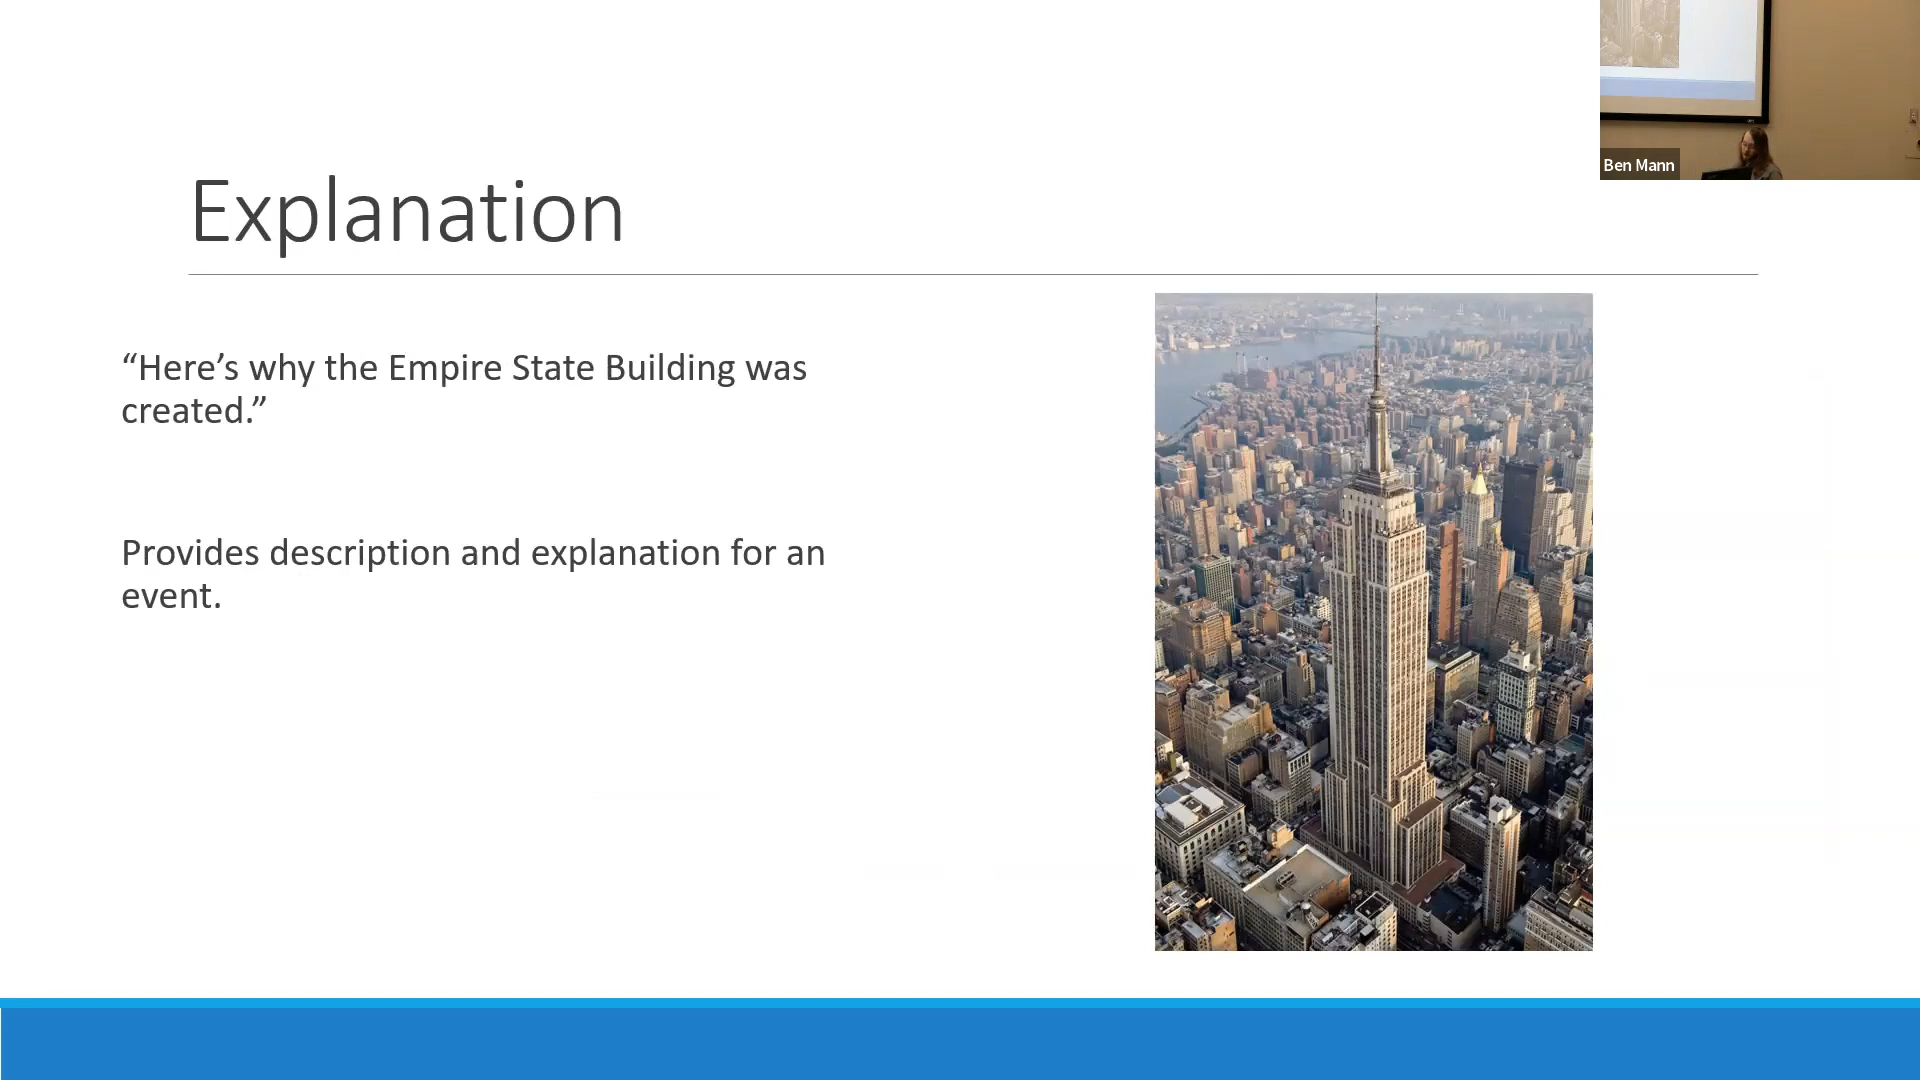 Ben Mann
Explanation
“Here’s why the Empire State Building was
created.”
Provides description and explanation for an
event.